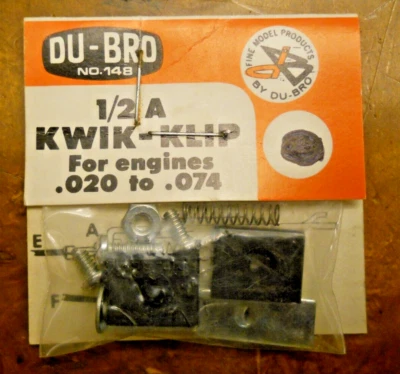 DU-BRO
NO. 148
FINE MODEL PRODUCTS
BY DU-BRO
1/2 A
KWIK-KLIP
For engines
.020 to .074
A
E
F